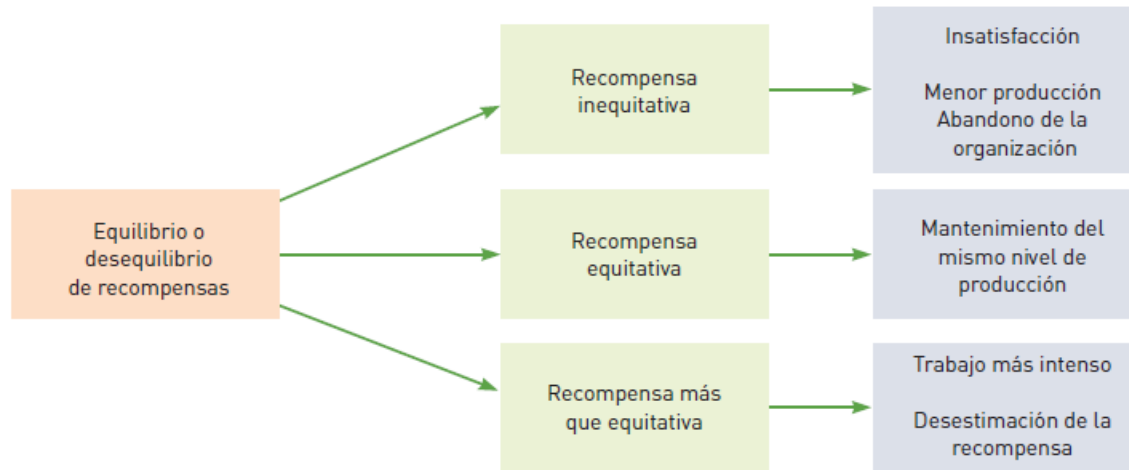 Equilibrio o
desequilibrio
de recompensas
Recompensa
inequitativa
Insatisfacción
Menor producción
Abandono de la
organización
Recompensa
equitativa
Mantenimiento del
mismo nivel de
producción
Recompensa más
que equitativa
Trabajo más intenso
Desestimación de la
recompensa